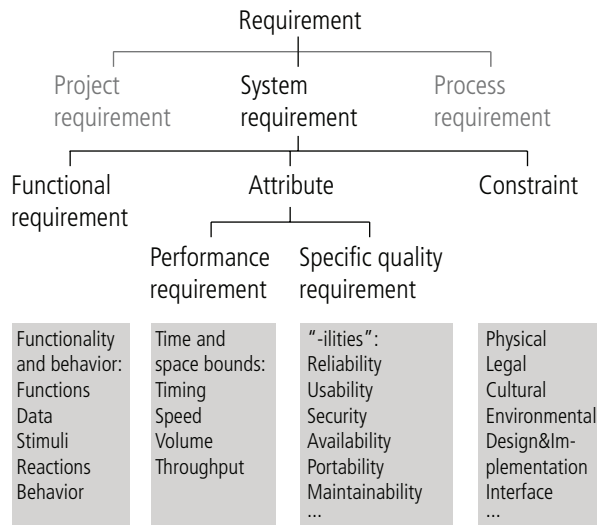 Requirement
Project
requirement
System
requirement
Process
requirement
Functional
requirement
Attribute
Constraint
Performance
requirement
Specific quality
requirement
Functionality
and behavior:
Functions
Data
Stimuli
Reactions
Behavior
Time and
space bounds:
Timing
Speed
Volume
Throughput
“-ilities”:
Reliability
Usability
Security
Availability
Portability
Maintainability
...
Physical
Legal
Cultural
Environmental
Design&Im-
plementation
Interface
...